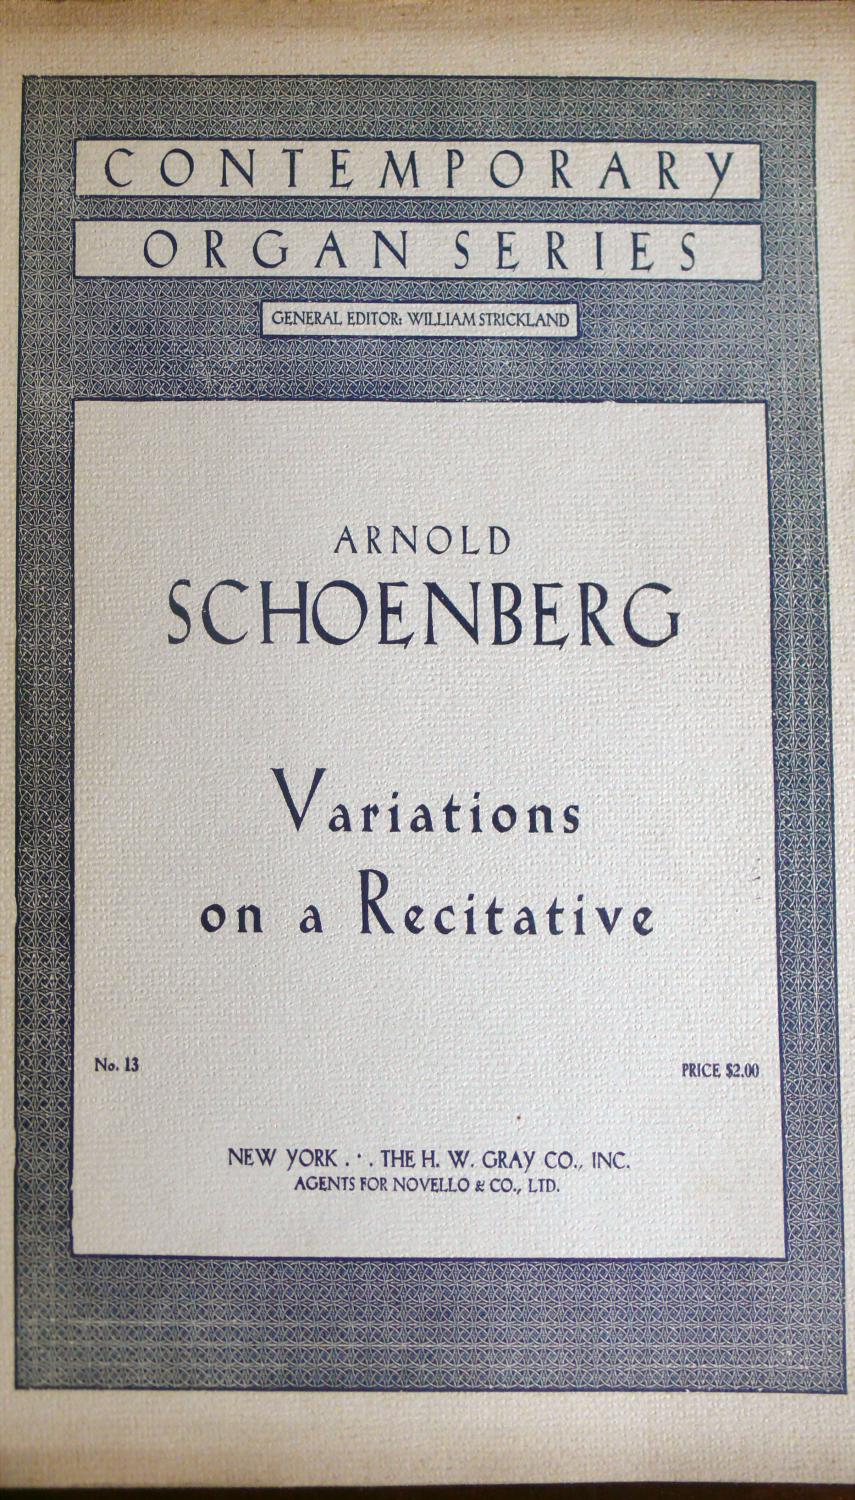 CONTEMPORARY
ORGAN SERIES
GENERAL EDITOR: WILLIAM STRICKLAND
ARNOLD
SCHOENBERG
Variations
on a Recitative
No. 13
PRICE $2.00
NEW YORK . · . THE H. W. GRAY CO., INC.
AGENTS FOR NOVELLO & CO., LTD.